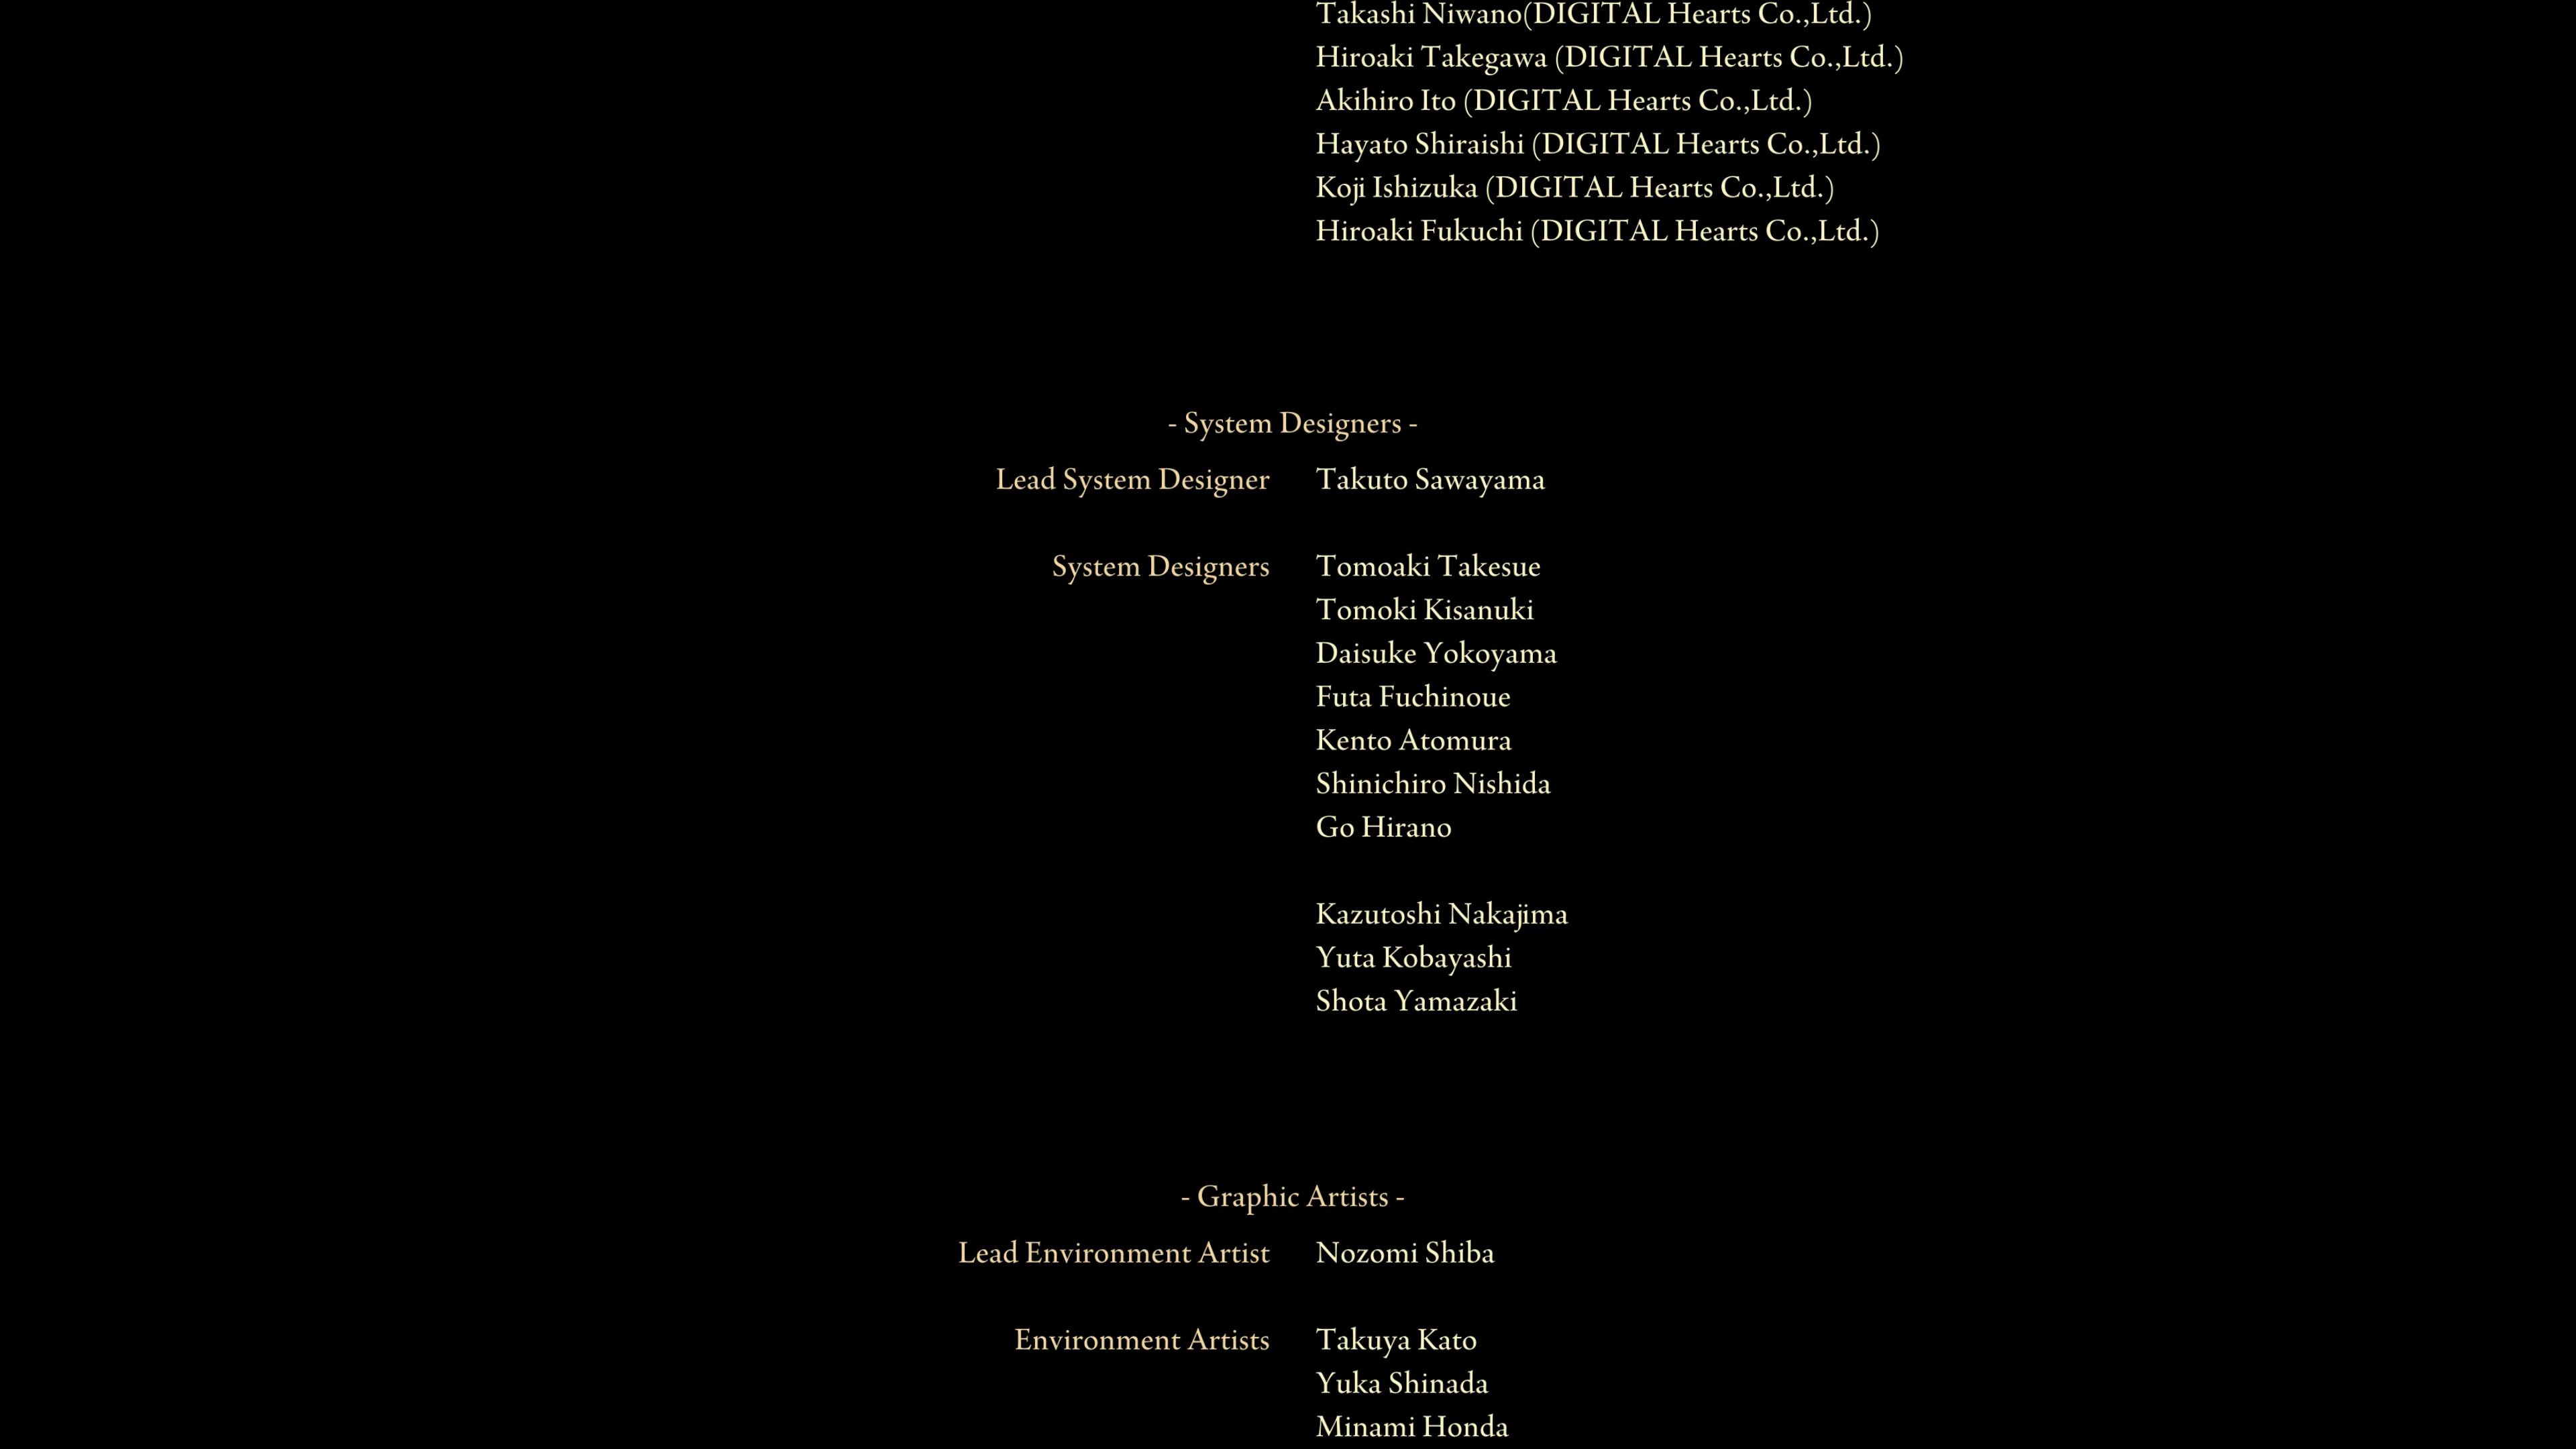 Takashi Niwano(DIGITAL Hearts Co.,Ltd.)
Hiroaki Takegawa (DIGITAL Hearts Co.,Ltd.)
Akihiro Ito (DIGITAL Hearts Co.,Ltd.)
Hayato Shiraishi (DIGITAL Hearts Co.,Ltd.)
Koji Ishizuka (DIGITAL Hearts Co.,Ltd.)
Hiroaki Fukuchi (DIGITAL Hearts Co.,Ltd.)
- System Designers -
Lead System Designer Takuto Sawayama
System Designers Tomoaki Takesue
Tomoki Kisanuki
Daisuke Yokoyama
Futa Fuchinoue
Kento Atomura
Shinichiro Nishida
Go Hirano
Kazutoshi Nakajima
Yuta Kobayashi
Shota Yamazaki
- Graphic Artists -
Lead Environment Artist Nozomi Shiba
Environment Artists Takuya Kato
Yuka Shinada
Minami Honda